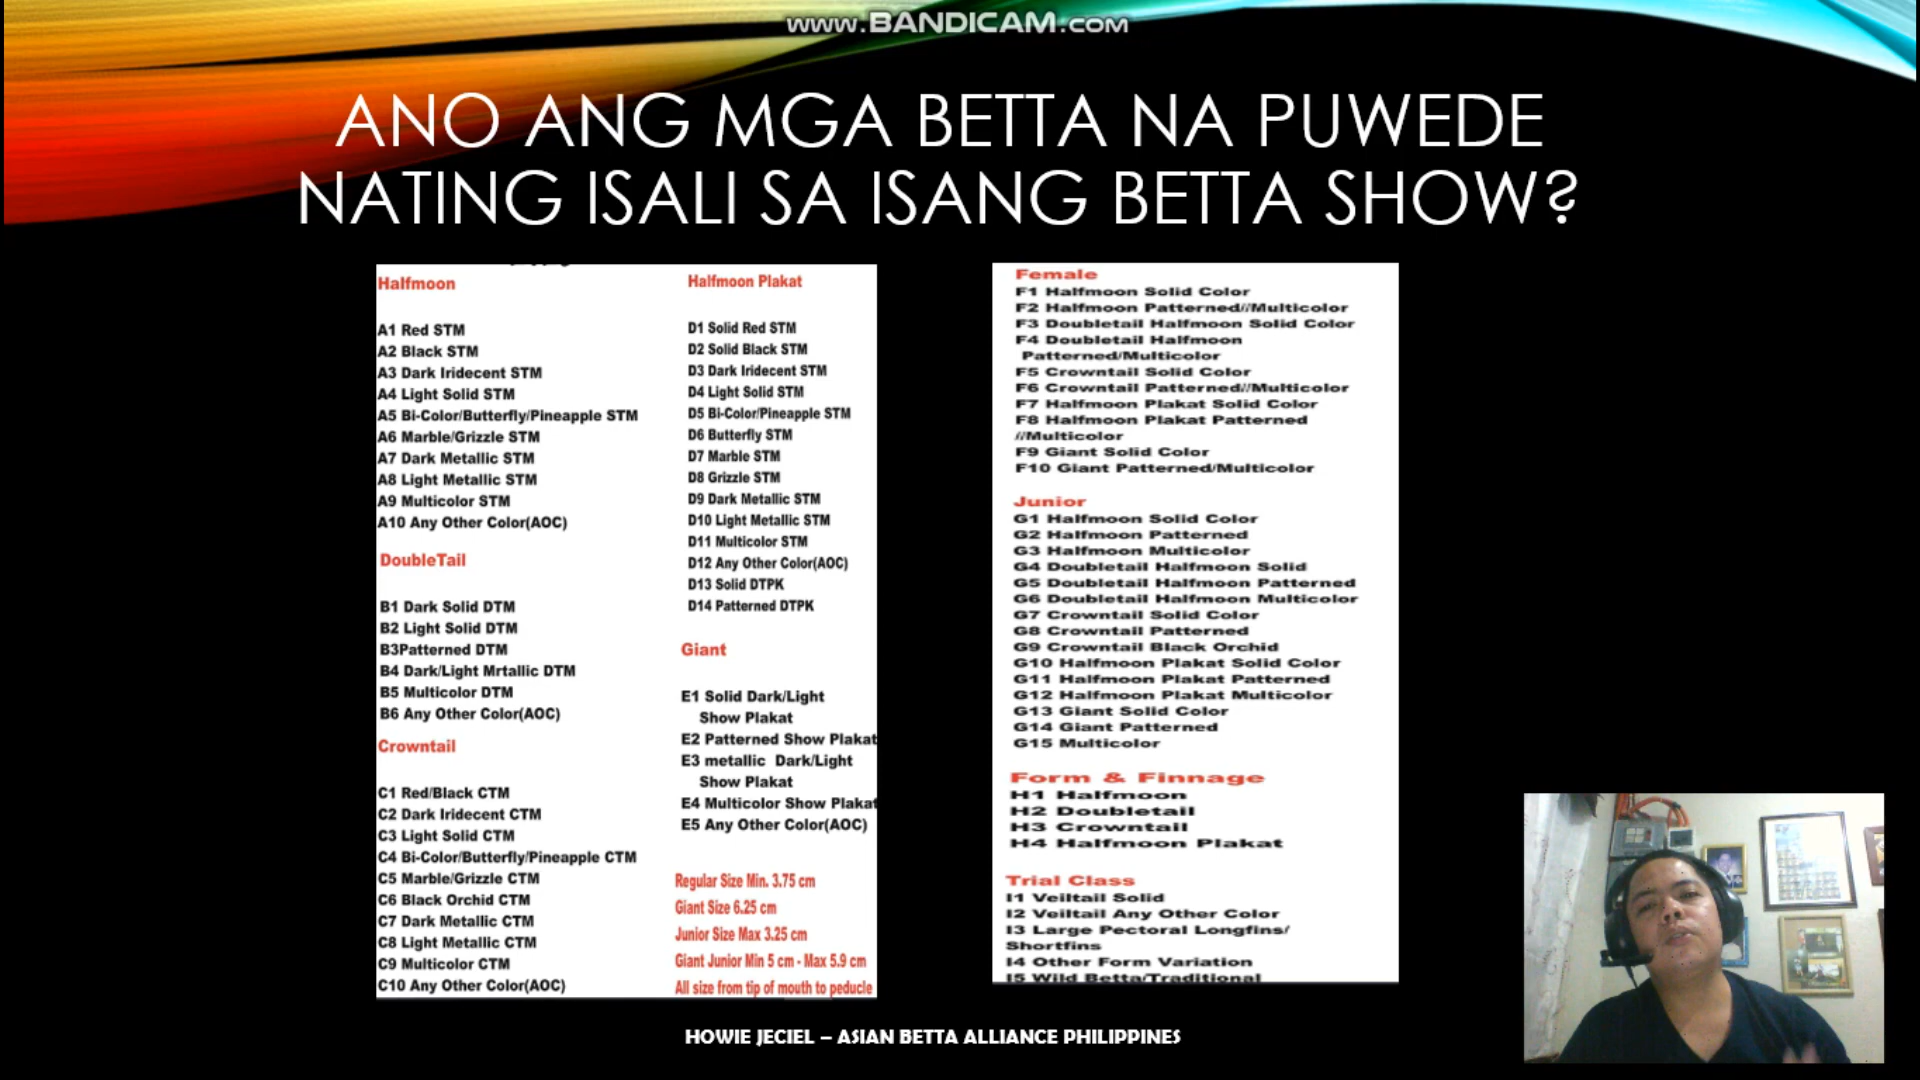 www.BANDICAM.com
ANO ANG MGA BETTA NA PUWEDE
NATING ISALI SA ISANG BETTA SHOW?
Halfmoon
A1 Red STM
A2 Black STM
A3 Dark Iridecent STM
A4 Light Solid STM
A5 Bi-Color/Butterfly/Pineapple STM
A6 Marble/Grizzle STM
A7 Dark Metallic STM
A8 Light Metallic STM
A9 Multicolor STM
A10 Any Other Color(AOC)
DoubleTail
B1 Dark Solid DTM
B2 Light Solid DTM
B3Patterned DTM
B4 Dark/Light Mrtallic DTM
B5 Multicolor DTM
B6 Any Other Color(AOC)
Crowntail
C1 Red/Black CTM
C2 Dark Iridecent CTM
C3 Light Solid CTM
C4 Bi-Color/Butterfly/Pineapple CTM
C5 Marble/Grizzle CTM
C6 Black Orchid CTM
C7 Dark Metallic CTM
C8 Light Metallic CTM
C9 Multicolor CTM
C10 Any Other Color(AOC)
Halfmoon Plakat
D1 Solid Red STM
D2 Solid Black STM
D3 Dark Iridecent STM
D4 Light Solid STM
D5 Bi-Color/Pineapple STM
D6 Butterfly STM
D7 Marble STM
D8 Grizzle STM
D9 Dark Metallic STM
D10 Light Metallic STM
D11 Multicolor STM
D12 Any Other Color(AOC)
D13 Solid DTPK
D14 Patterned DTPK
Giant
E1 Solid Dark/Light
Show Plakat
E2 Patterned Show Plakat
E3 metallic Dark/Light
Show Plakat
E4 Multicolor Show Plakat
E5 Any Other Color(AOC)
Regular Size Min. 3.75 cm
Giant Size 6.25 cm
Junior Size Max 3.25 cm
Giant Junior Min 5 cm - Max 5.9 cm
All size from tip of mouth to peducle
Female
F1 Halfmoon Solid Color
F2 Halfmoon Patterned//Multicolor
F3 Doubletail Halfmoon Solid Color
F4 Doubletail Halfmoon
Patterned/Multicolor
F5 Crowntail Solid Color
F6 Crowntail Patterned//Multicolor
F7 Halfmoon Plakat Solid Color
F8 Halfmoon Plakat Patterned
//Multicolor
F9 Giant Solid Color
F10 Giant Patterned/Multicolor
Junior
G1 Halfmoon Solid Color
G2 Halfmoon Patterned
G3 Halfmoon Multicolor
G4 Doubletail Halfmoon Solid
G5 Doubletail Halfmoon Patterned
G6 Doubletail Halfmoon Multicolor
G7 Crowntail Solid Color
G8 Crowntail Patterned
G9 Crowntail Black Orchid
G10 Halfmoon Plakat Solid Color
G11 Halfmoon Plakat Patterned
G12 Halfmoon Plakat Multicolor
G13 Giant Solid Color
G14 Giant Patterned
G15 Multicolor
Form & Finnage
H1 Halfmoon
H2 Doubletail
H3 Crowntail
H4 Halfmoon Plakat
Trial Class
I1 Veiltail Solid
I2 Veiltail Any Other Color
I3 Large Pectoral Longfins/
Shortfins
I4 Other Form Variation
I5 Wild Betta/Traditional
HOWIE JECIEL – ASIAN BETTA ALLIANCE PHILIPPINES